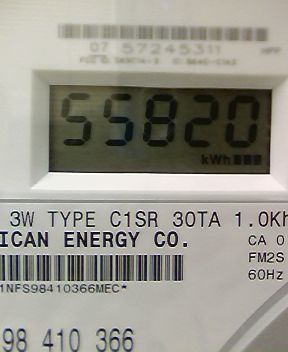 07 57245311
55820
kWh
3W TYPE C1SR 30TA 1.0Kh
ICAN ENERGY CO.
CA 0
FM2S
60Hz
1NFS98410366MEC*
98 410 366